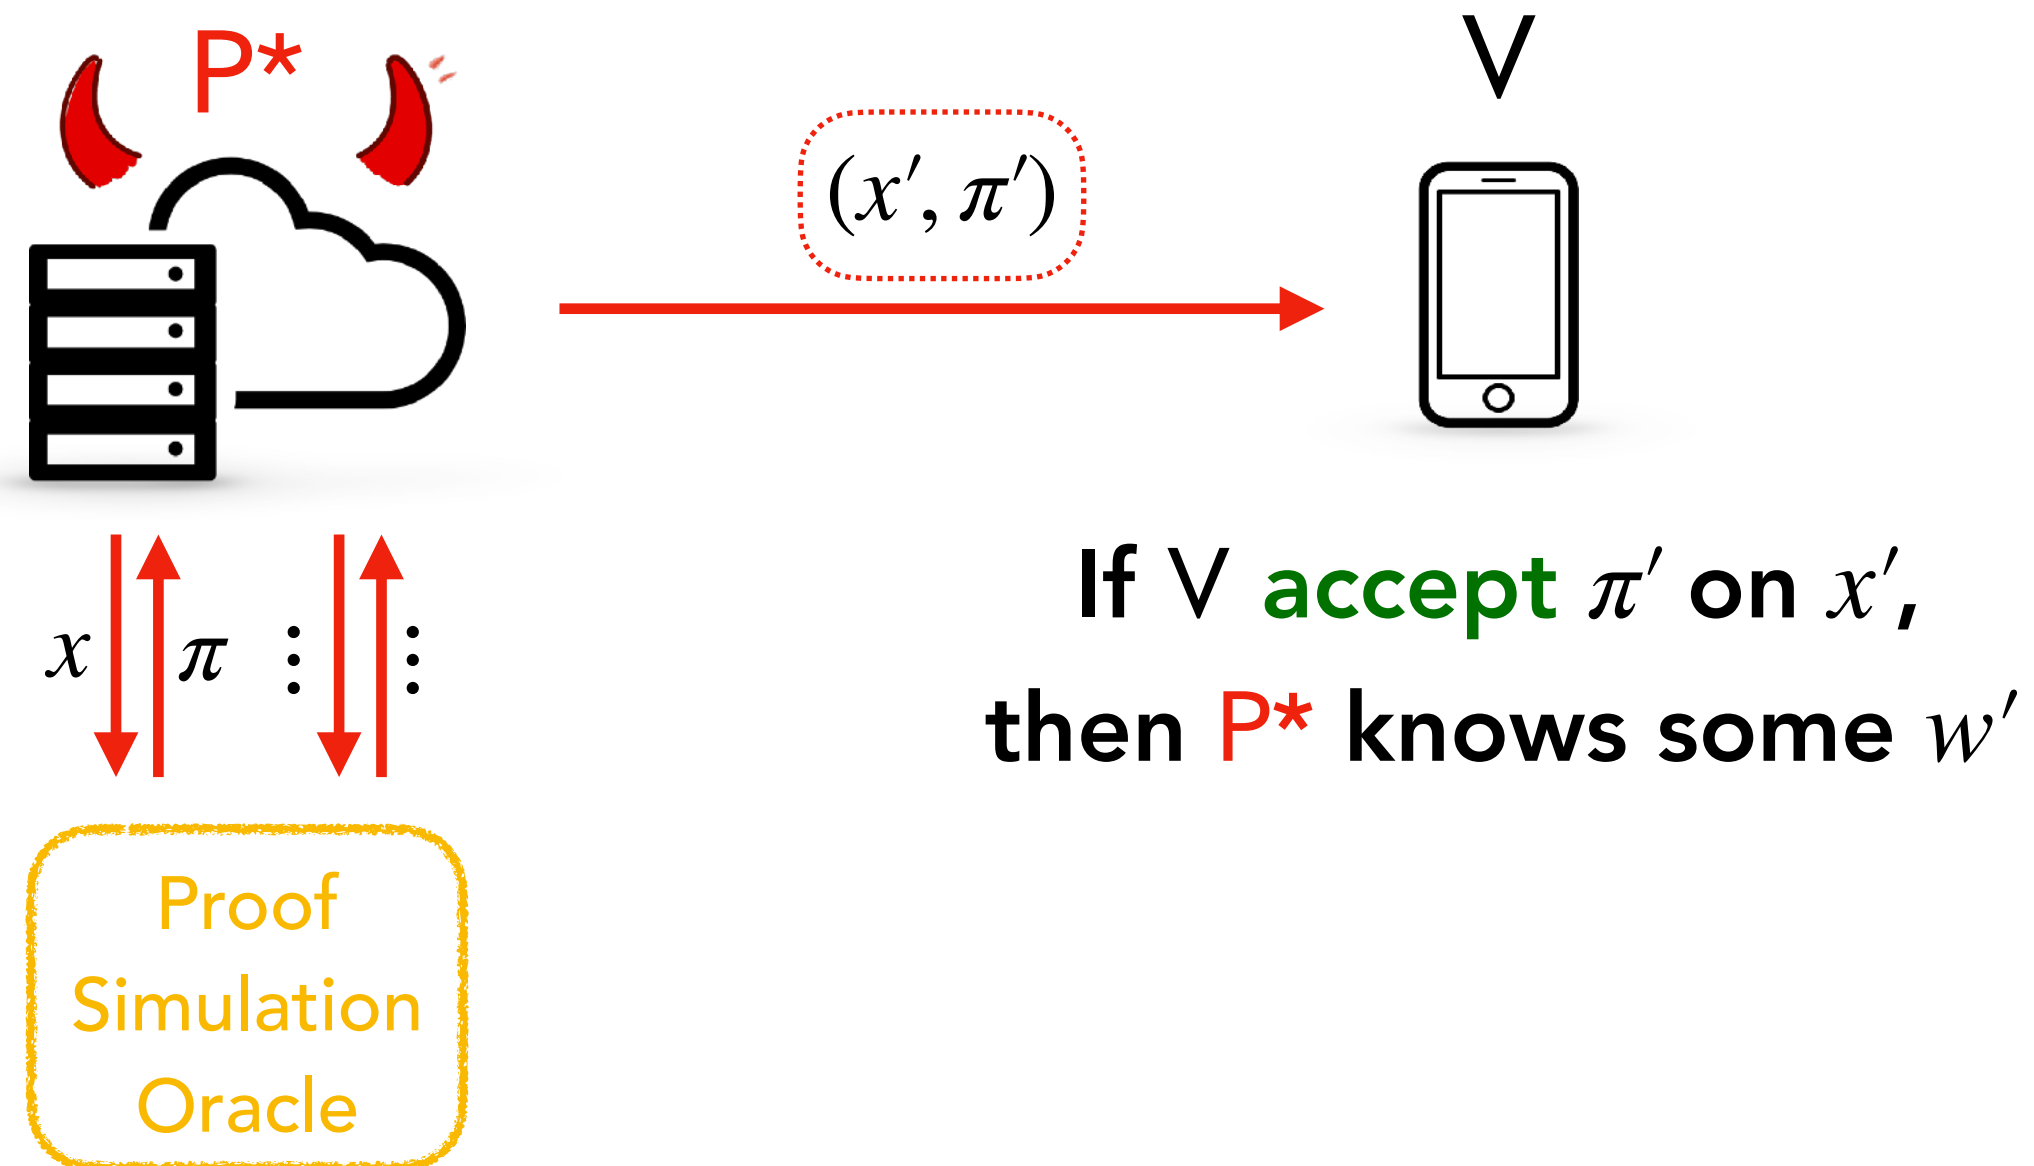 P*
V
(x′, π′)
If V accept π′ on x′,
then P* knows some w′
x π ⋮ ⋮
Proof
Simulation
Oracle